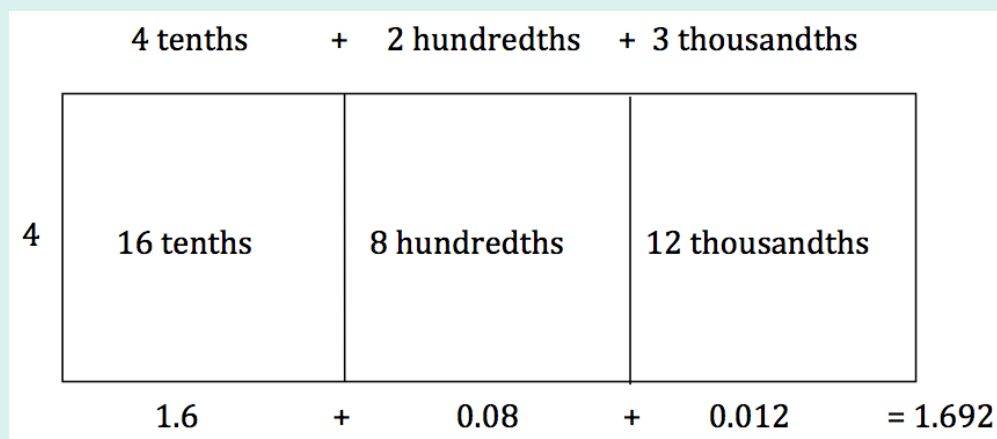 4 tenths + 2 hundredths + 3 thousandths
4 16 tenths 8 hundredths 12 thousandths
1.6 + 0.08 + 0.012 = 1.692